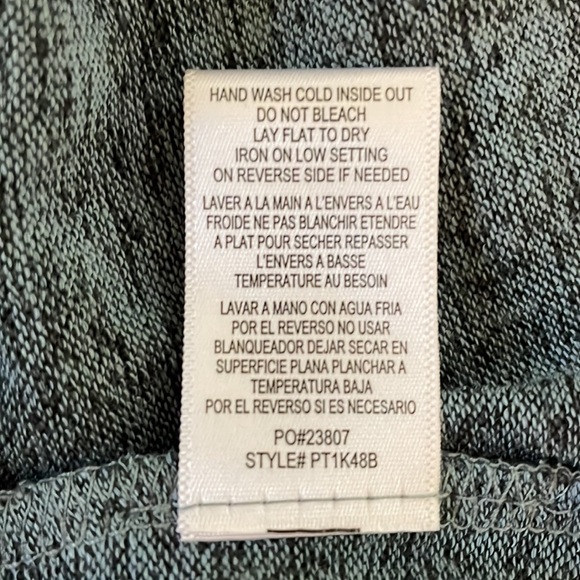 HAND WASH COLD INSIDE OUT
DO NOT BLEACH
LAY FLAT TO DRY
IRON ON LOW SETTING
ON REVERSE SIDE IF NEEDED
LAVER A LA MAIN A L'ENVERS A L'EAU
FROIDE NE PAS BLANCHIR ETENDRE
A PLAT POUR SECHER REPASSER
L'ENVERS A BASSE
TEMPERATURE AU BESOIN
LAVAR A MANO CON AGUA FRIA
POR EL REVERSO NO USAR
BLANQUEADOR DEJAR SECAR EN
SUPERFICIE PLANA PLANCHAR A
TEMPERATURA BAJA
POR EL REVERSO SI ES NECESARIO
PO#23807
STYLE# PT1K48B